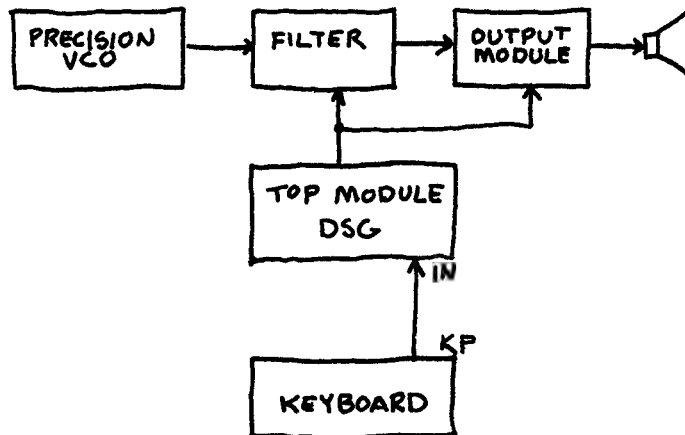 PRECISION
VCO
FILTER
OUTPUT
MODULE
TOP MODULE
DSG
IN
KP
KEYBOARD